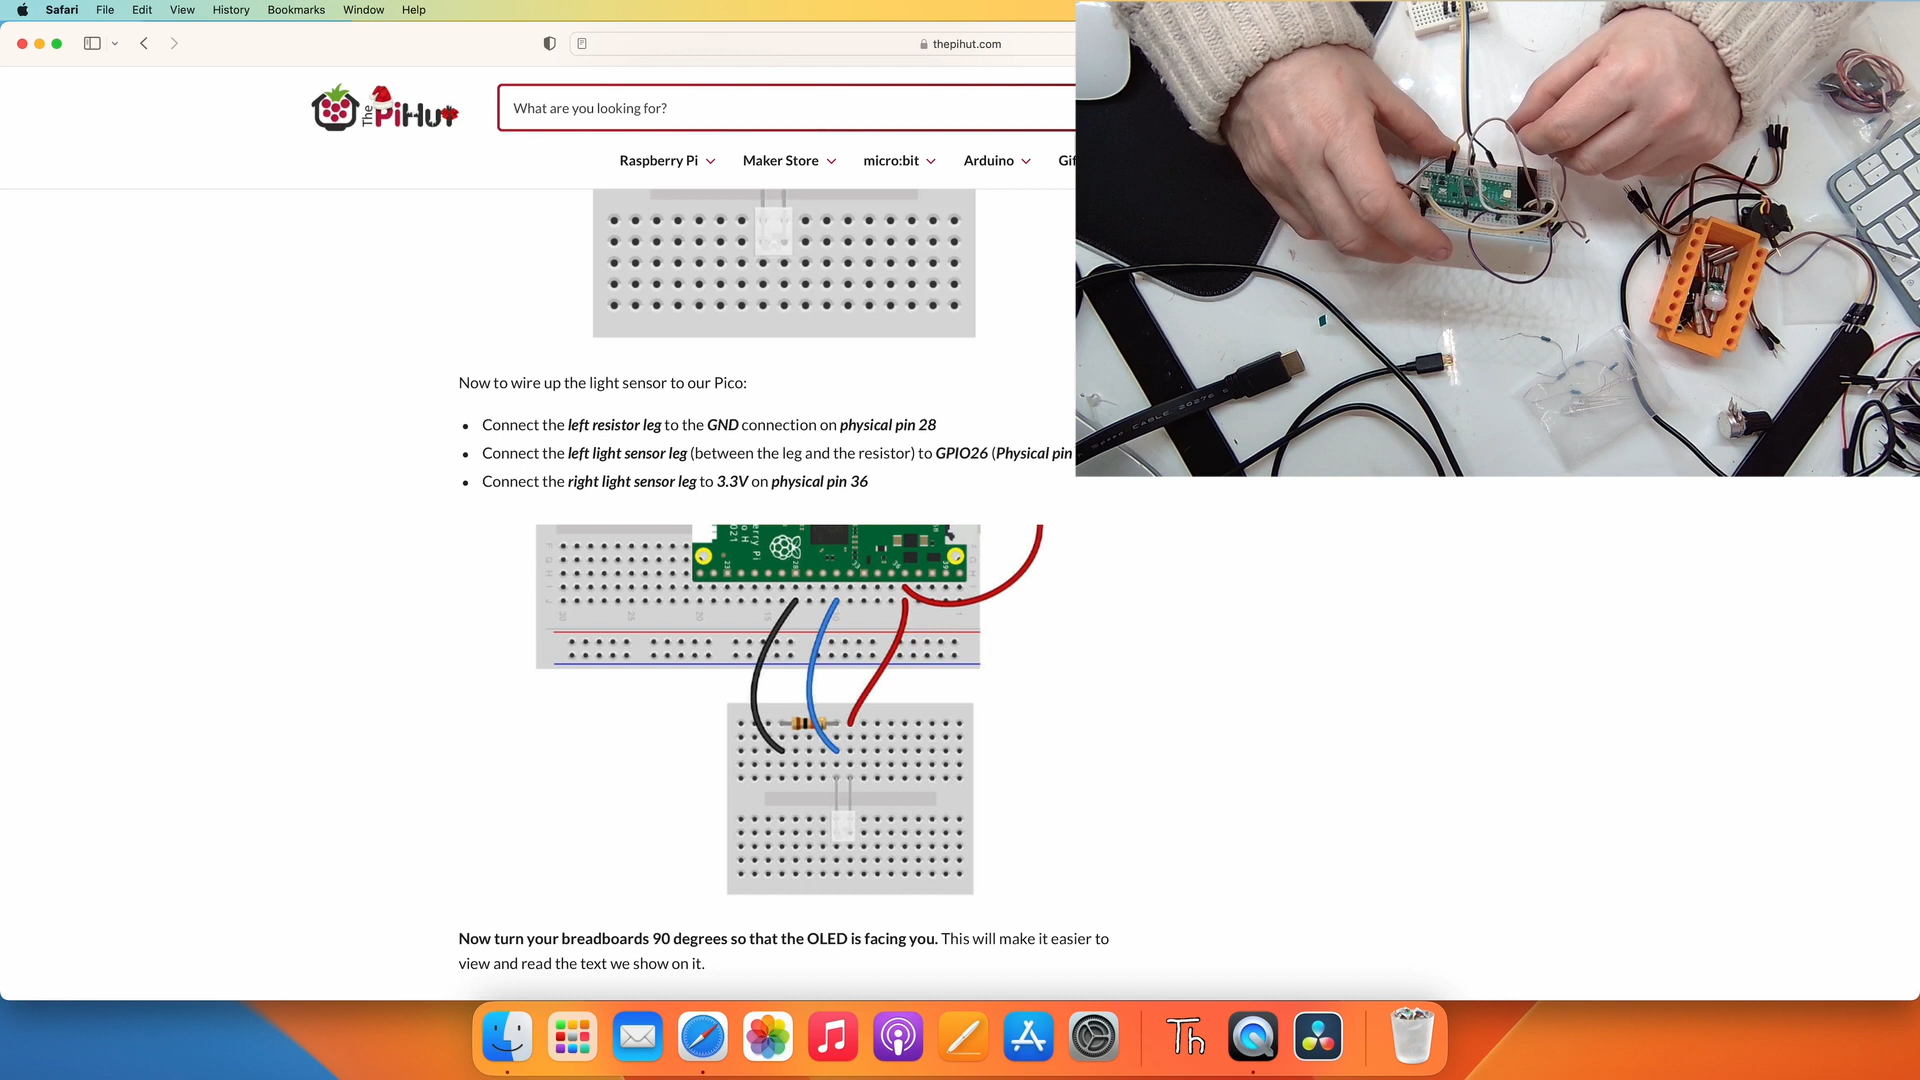 Safari File Edit View History Bookmarks Window Help
thepihut.com
The PiHut
What are you looking for?
Raspberry Pi Maker Store micro:bit Arduino Gif
Now to wire up the light sensor to our Pico:
Connect the left resistor leg to the GND connection on physical pin 28
Connect the left light sensor leg (between the leg and the resistor) to GPIO26 (Physical pin
Connect the right light sensor leg to 3.3V on physical pin 36
Now turn your breadboards 90 degrees so that the OLED is facing you. This will make it easier to
view and read the text we show on it.
Th